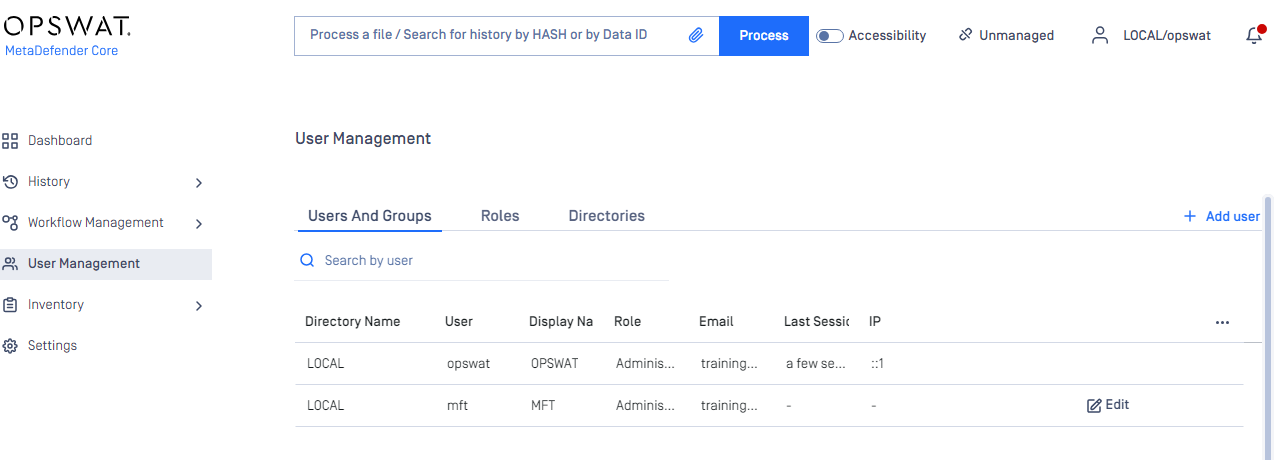 OPSWAT.
MetaDefender Core
Process a file / Search for history by HASH or by Data ID
Process
Accessibility
Unmanaged
LOCAL/opswat
Dashboard
History
Workflow Management
User Management
Inventory
Settings
User Management
Users And Groups Roles Directories
+ Add user
Search by user
Directory Name User Display Na Role Email Last Sessic IP ...
LOCAL opswat OPSWAT Adminis... training... a few se... ::1
LOCAL mft MFT Adminis... training... - - Edit